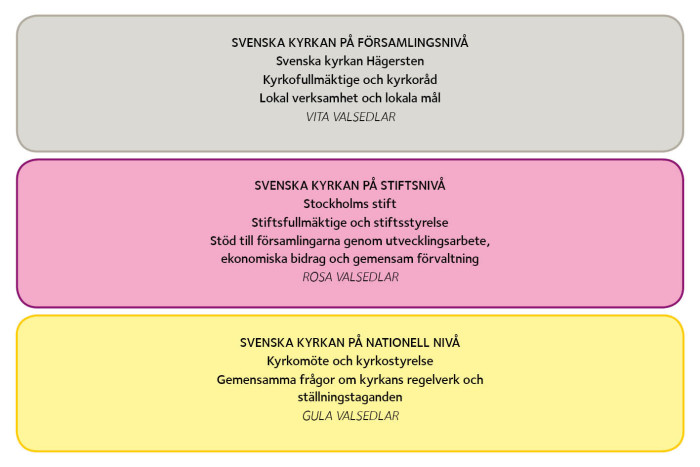 SVENSKA KYRKAN PÅ FÖRSAMLINGSNIVÅ
Svenska kyrkan Hägersten
Kyrkofullmäktige och kyrkoråd
Lokal verksamhet och lokala mål
VITA VALSEDLAR
SVENSKA KYRKAN PÅ STIFTSNIVÅ
Stockholms stift
Stiftsfullmäktige och stiftsstyrelse
Stöd till församlingarna genom utvecklingsarbete,
ekonomiska bidrag och gemensam förvaltning
ROSA VALSEDLAR
SVENSKA KYRKAN PÅ NATIONELL NIVÅ
Kyrkomöte och kyrkostyrelse
Gemensamma frågor om kyrkans regelverk och
ställningstaganden
GULA VALSEDLAR